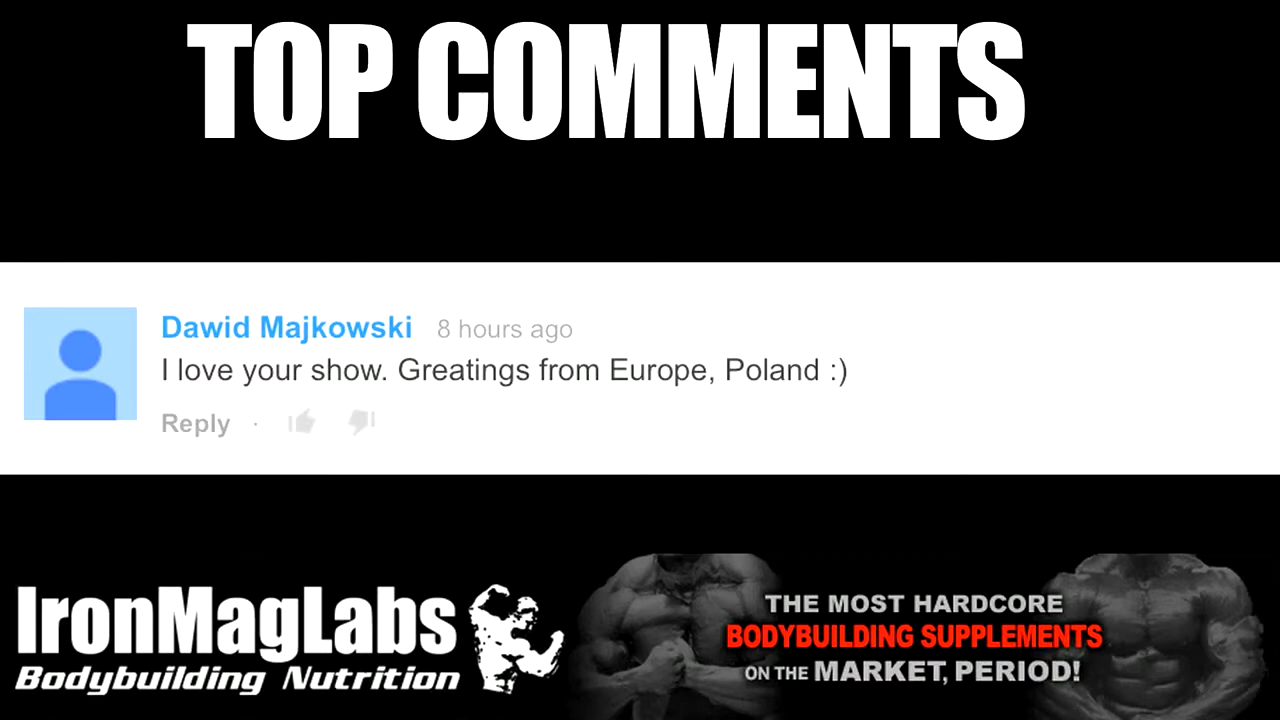 TOP COMMENTS
Dawid Majkowski 8 hours ago
I love your show. Greatings from Europe, Poland :)
Reply ·
IronMagLabs
Bodybuilding Nutrition
THE MOST HARDCORE
BODYBUILDING SUPPLEMENTS
ON THE MARKET, PERIOD!